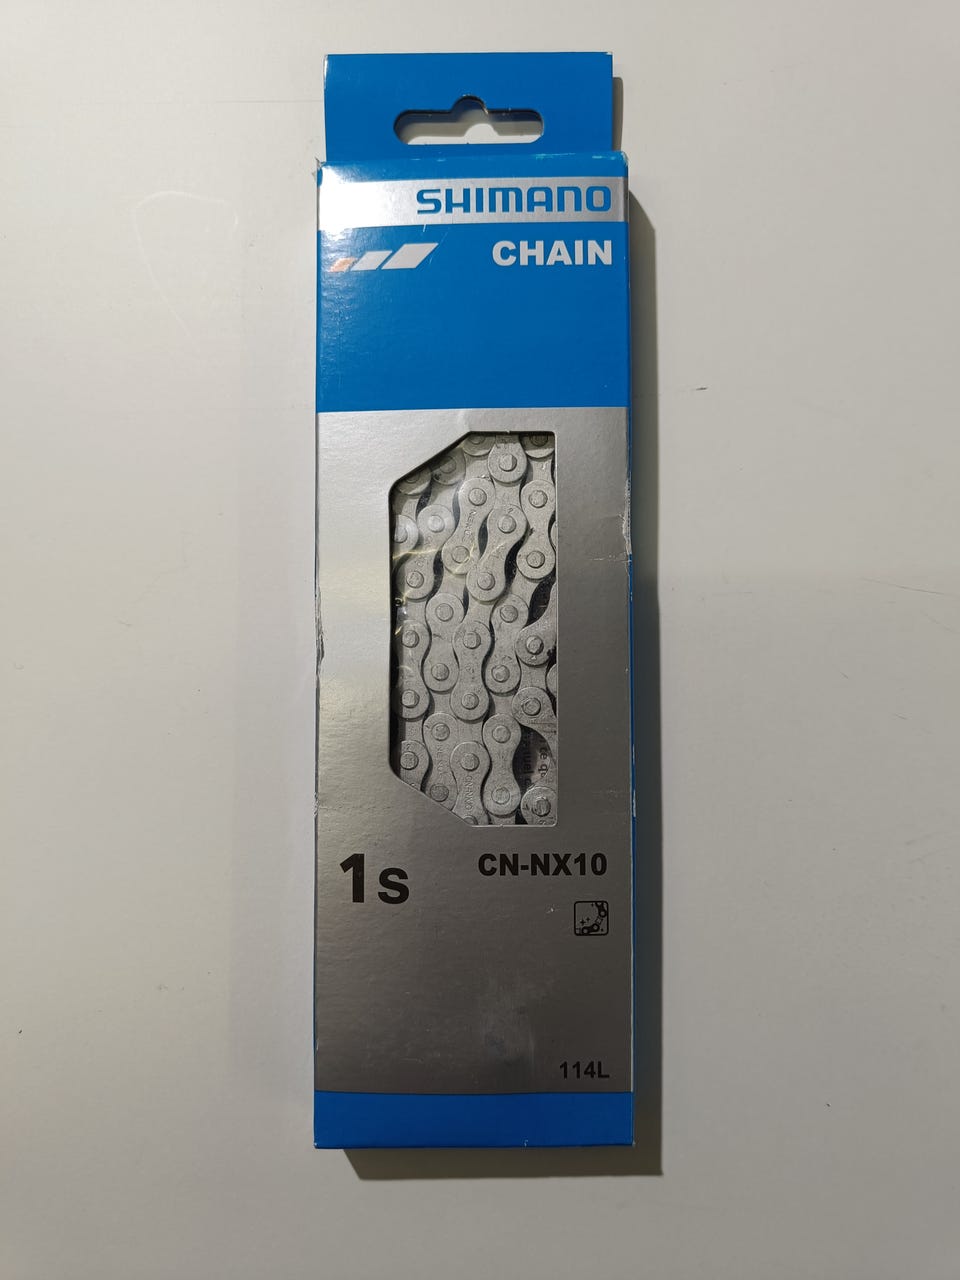 SHIMANO
CHAIN
1s
CN-NX10
114L